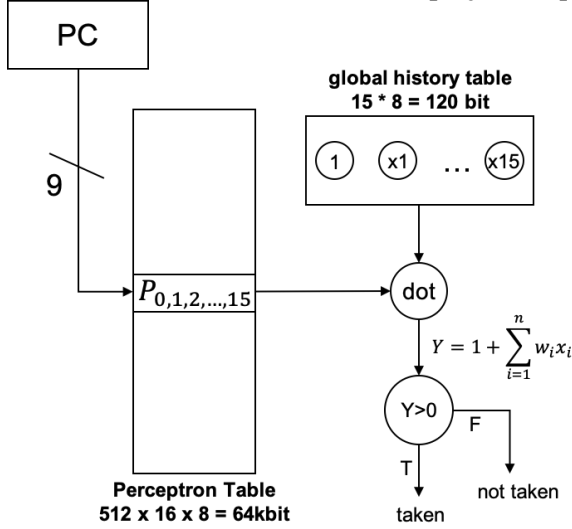 PC
9
global history table
15 * 8 = 120 bit
1 x1 ... x15
P0,1,2,...,15
dot
Y = 1 + ∑ i=1 n wixi
Y>0
F
T
not taken
taken
Perceptron Table
512 x 16 x 8 = 64kbit